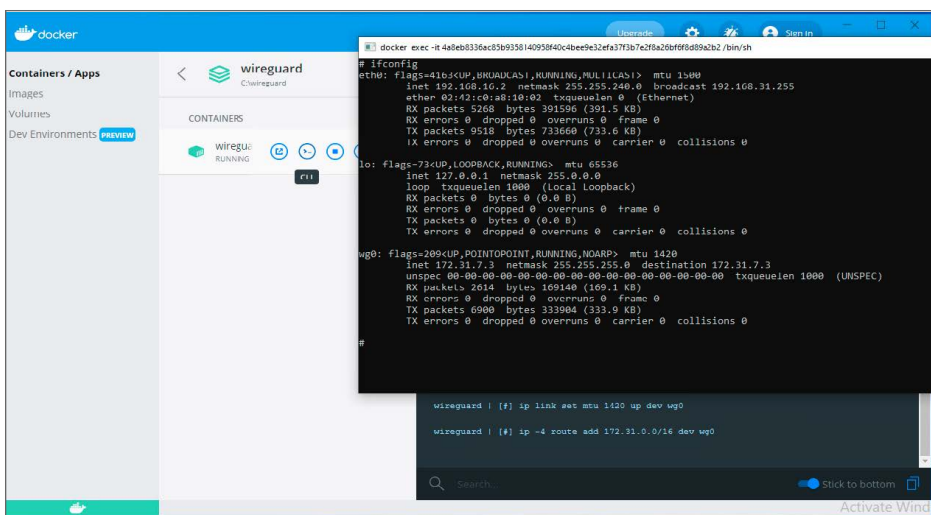 docker
Upgrade
Sign in
Containers / Apps
Images
Volumes
Dev Environments PREVIEW
wireguard
C:\wireguard
CONTAINERS
wiregua
RUNNING
CLI
docker exec -it 4a8eb8336ac85b9358140958f40c4bee9e32efa37f3b7e2f8a26bf6f8d89a2b2 /bin/sh
# ifconfig
eth0: flags=4163<UP,BROADCAST,RUNNING,MULTICAST> mtu 1500
inet 192.168.16.2 netmask 255.255.240.0 broadcast 192.168.31.255
ether 02:42:c0:a8:10:02 txqueuelen 0 (Ethernet)
RX packets 5268 bytes 391596 (391.5 KB)
RX errors 0 dropped 0 overruns 0 frame 0
TX packets 9518 bytes 733660 (733.6 KB)
TX errors 0 dropped 0 overruns 0 carrier 0 collisions 0
lo: flags=73<UP,LOOPBACK,RUNNING> mtu 65536
inet 127.0.0.1 netmask 255.0.0.0
loop txqueuelen 1000 (Local Loopback)
RX packets 0 bytes 0 (0.0 B)
RX errors 0 dropped 0 overruns 0 frame 0
TX packets 0 bytes 0 (0.0 B)
TX errors 0 dropped 0 overruns 0 carrier 0 collisions 0
wg0: flags=209<UP,POINTOPOINT,RUNNING,NOARP> mtu 1420
inet 172.31.7.3 netmask 255.255.255.0 destination 172.31.7.3
unspec 00-00-00-00-00-00-00-00-00-00-00-00-00-00-00-00 txqueuelen 1000 (UNSPEC)
RX packets 2614 bytes 169140 (169.1 KB)
RX errors 0 dropped 0 overruns 0 frame 0
TX packets 6900 bytes 333904 (333.9 KB)
TX errors 0 dropped 0 overruns 0 carrier 0 collisions 0
#
wireguard | [#] ip link set mtu 1420 up dev wg0
wireguard | [#] ip -4 route add 172.31.0.0/16 dev wg0
Search...
Stick to bottom
Activate Wind